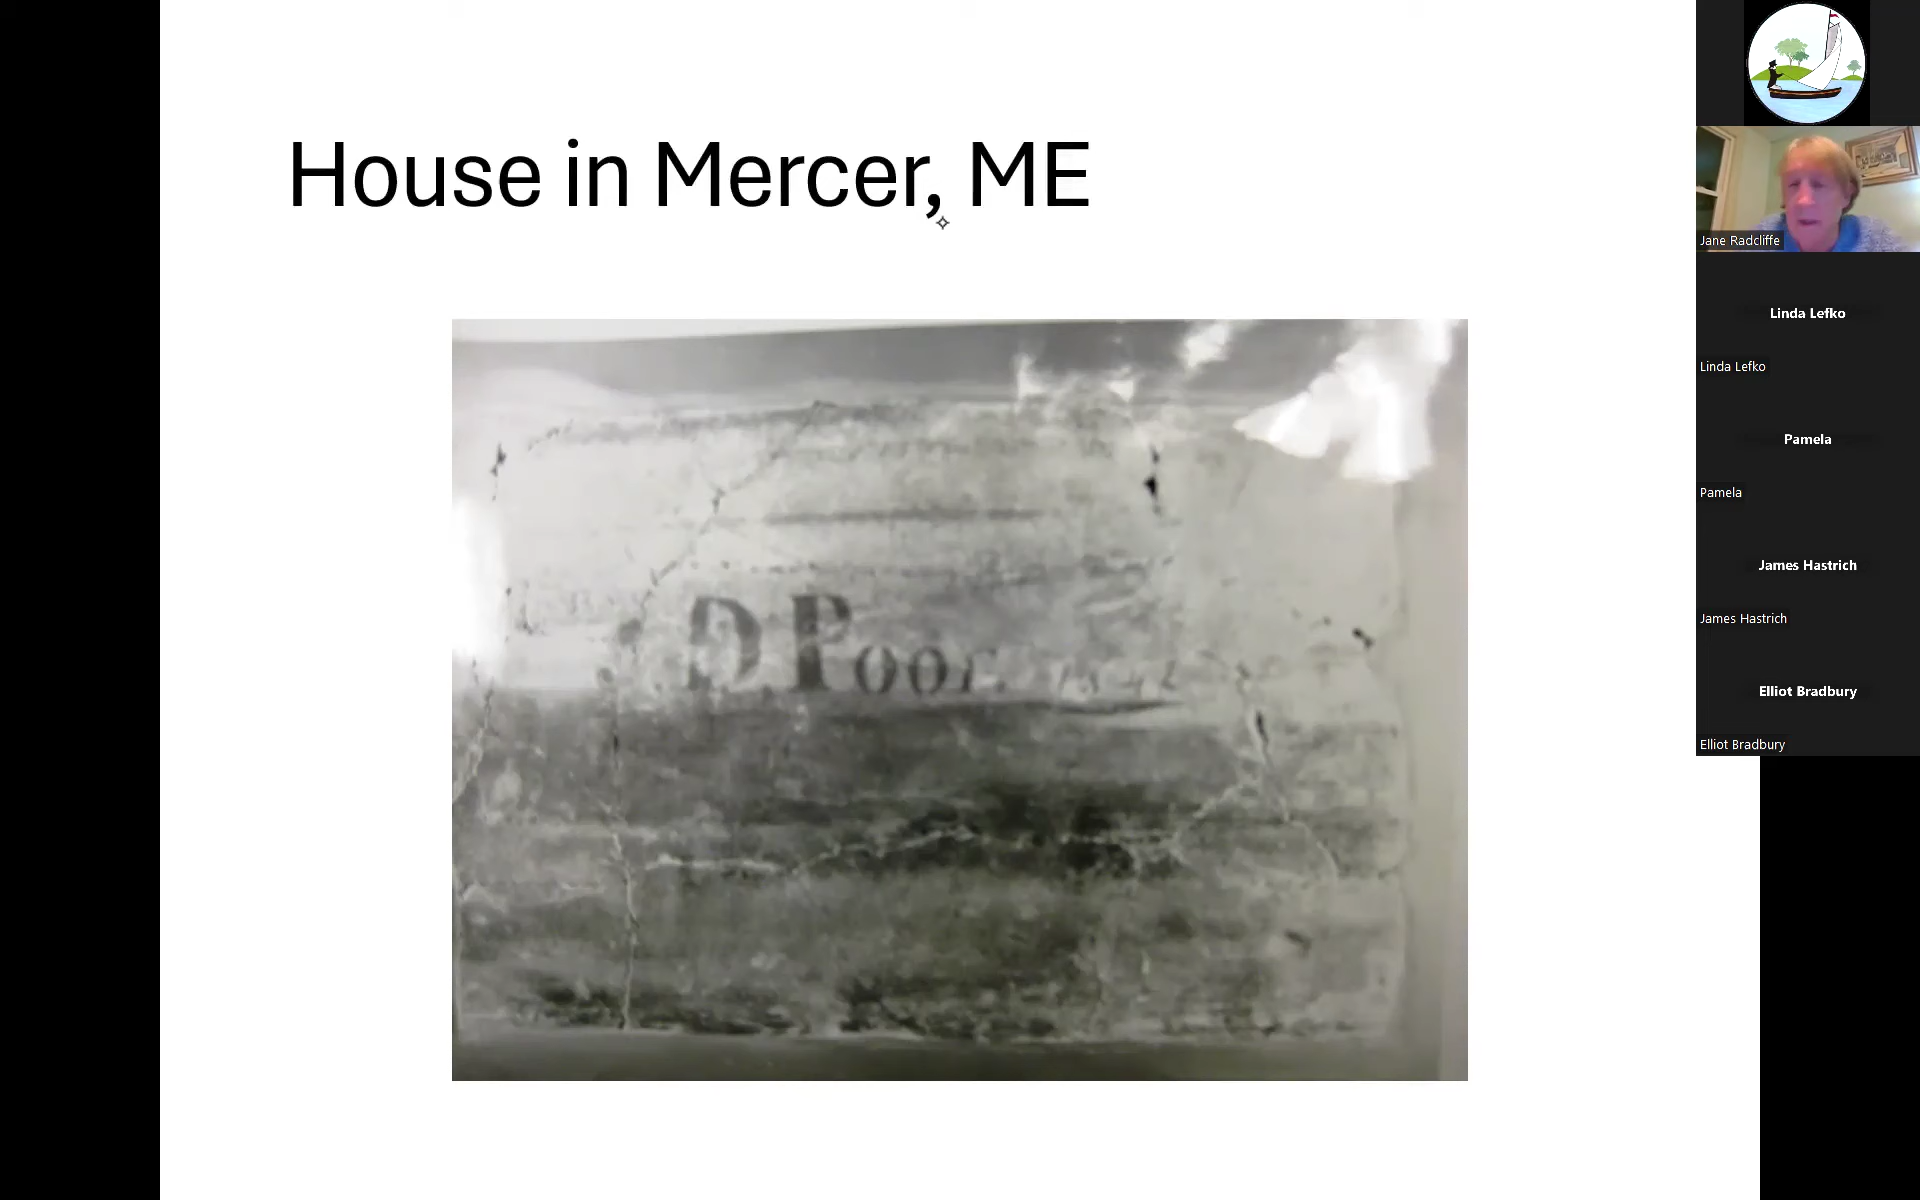 House in Mercer, ME
D Poor. 1842
Jane Radcliffe
Linda Lefko
Linda Lefko
Pamela
Pamela
James Hastrich
James Hastrich
Elliot Bradbury
Elliot Bradbury